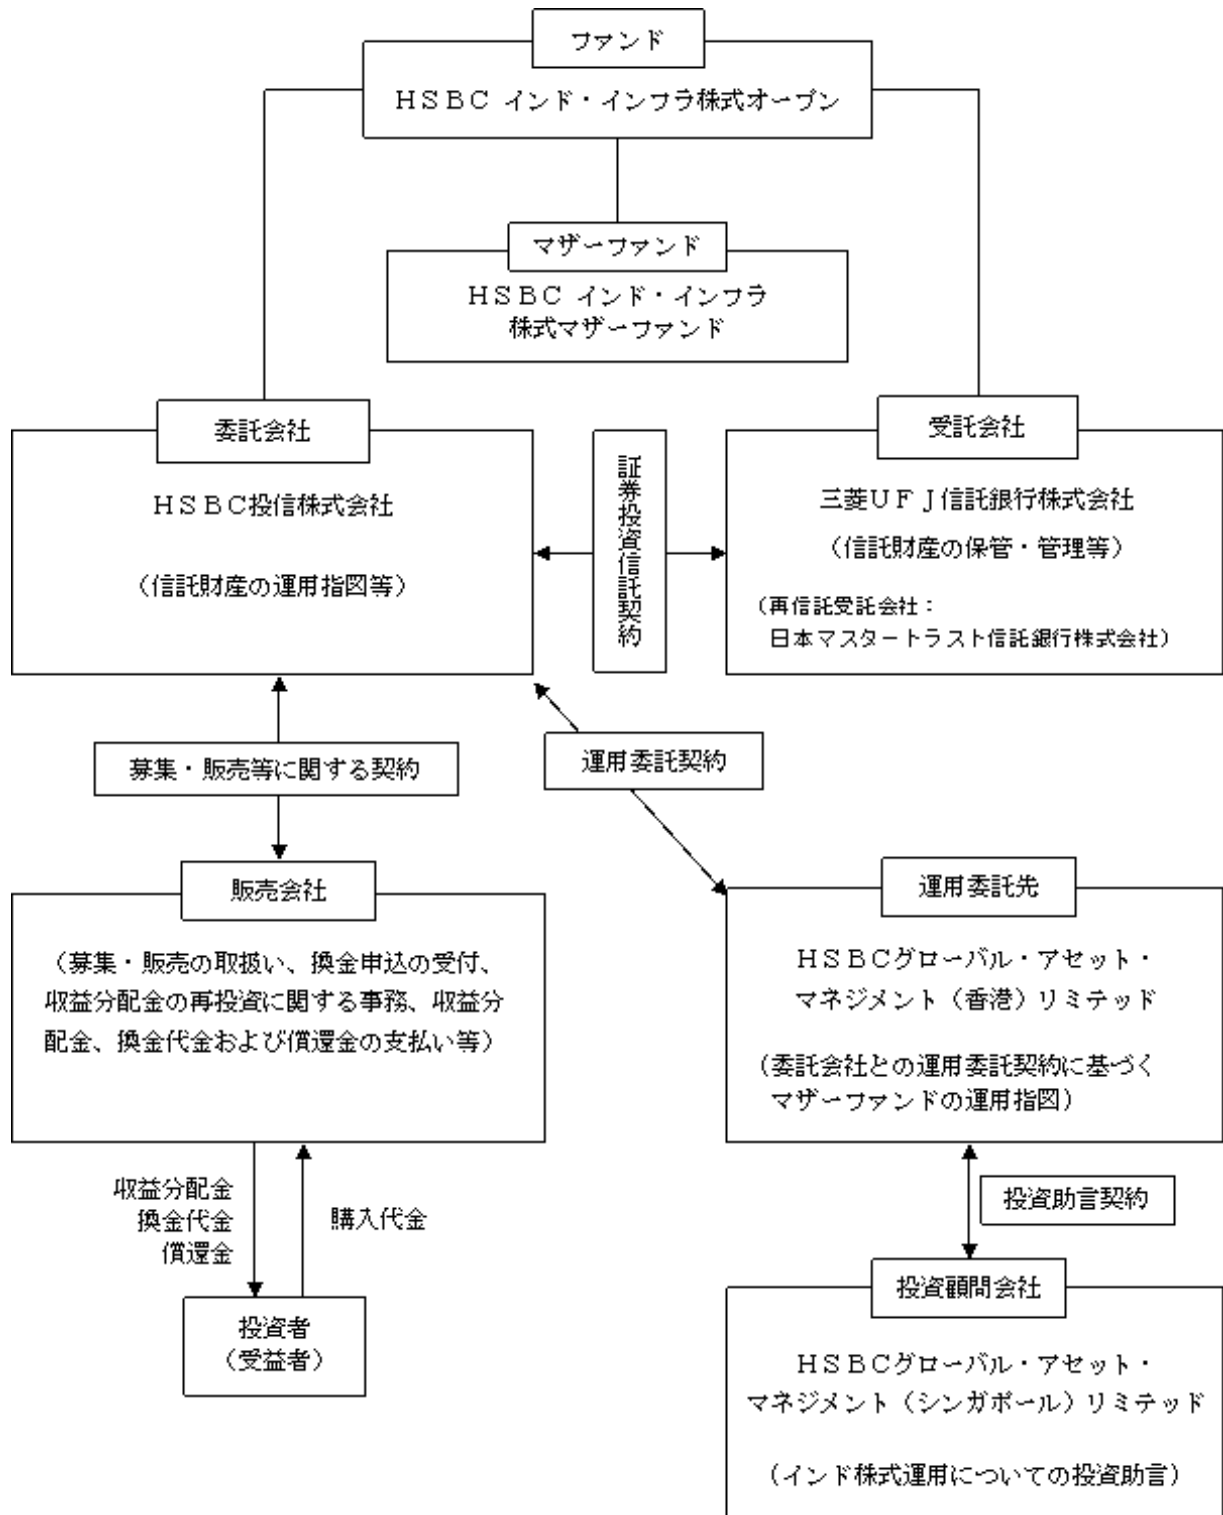 ファンド
ＨＳＢＣ インド・インフラ株式オープン
マザーファンド
ＨＳＢＣ インド・インフラ
株式マザーファンド
委託会社
ＨＳＢＣ投信株式会社
（信託財産の運用指図等）
証券投資信託契約
受託会社
三菱ＵＦＪ信託銀行株式会社
（信託財産の保管・管理等）
（再信託受託会社：
日本マスタートラスト信託銀行株式会社）
募集・販売等に関する契約
運用委託契約
販売会社
（募集・販売の取扱い、換金申込の受付、
収益分配金の再投資に関する事務、収益分
配金、換金代金および償還金の支払い等）
運用委託先
ＨＳＢＣグローバル・アセット・
マネジメント（香港）リミテッド
（委託会社との運用委託契約に基づく
マザーファンドの運用指図）
収益分配金
換金代金
償還金
購入代金
投資助言契約
投資者
（受益者）
投資顧問会社
ＨＳＢＣグローバル・アセット・
マネジメント（シンガポール）リミテッド
（インド株式運用についての投資助言）